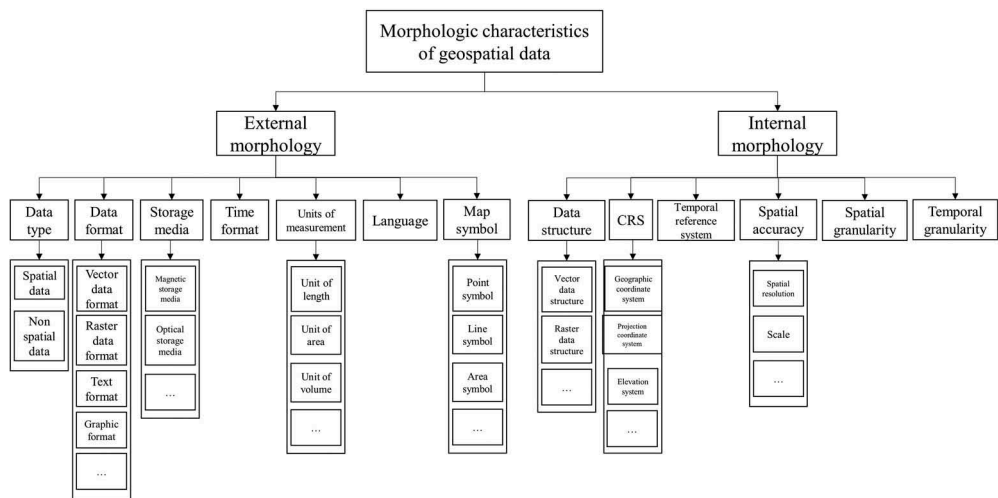 Morphologic characteristics
of geospatial data
External
morphology
Internal
morphology
Data
type
Data
format
Storage
media
Time
format
Units of
measurement
Language
Map
symbol
Data
structure
CRS
Temporal
reference
system
Spatial
accuracy
Spatial
granularity
Temporal
granularity
Spatial
data
Non
spatial
data
Vector
data
format
Raster
data
format
Text
format
Graphic
format
…
Magnetic
storage
media
Optical
storage
media
…
Unit of
length
Unit of
area
Unit of
volume
…
Point
symbol
Line
symbol
Area
symbol
…
Vector
data
structure
Raster
data
structure
…
Geographic
coordinate
system
Projection
coordinate
system
Elevation
system
…
Spatial
resolution
Scale
…